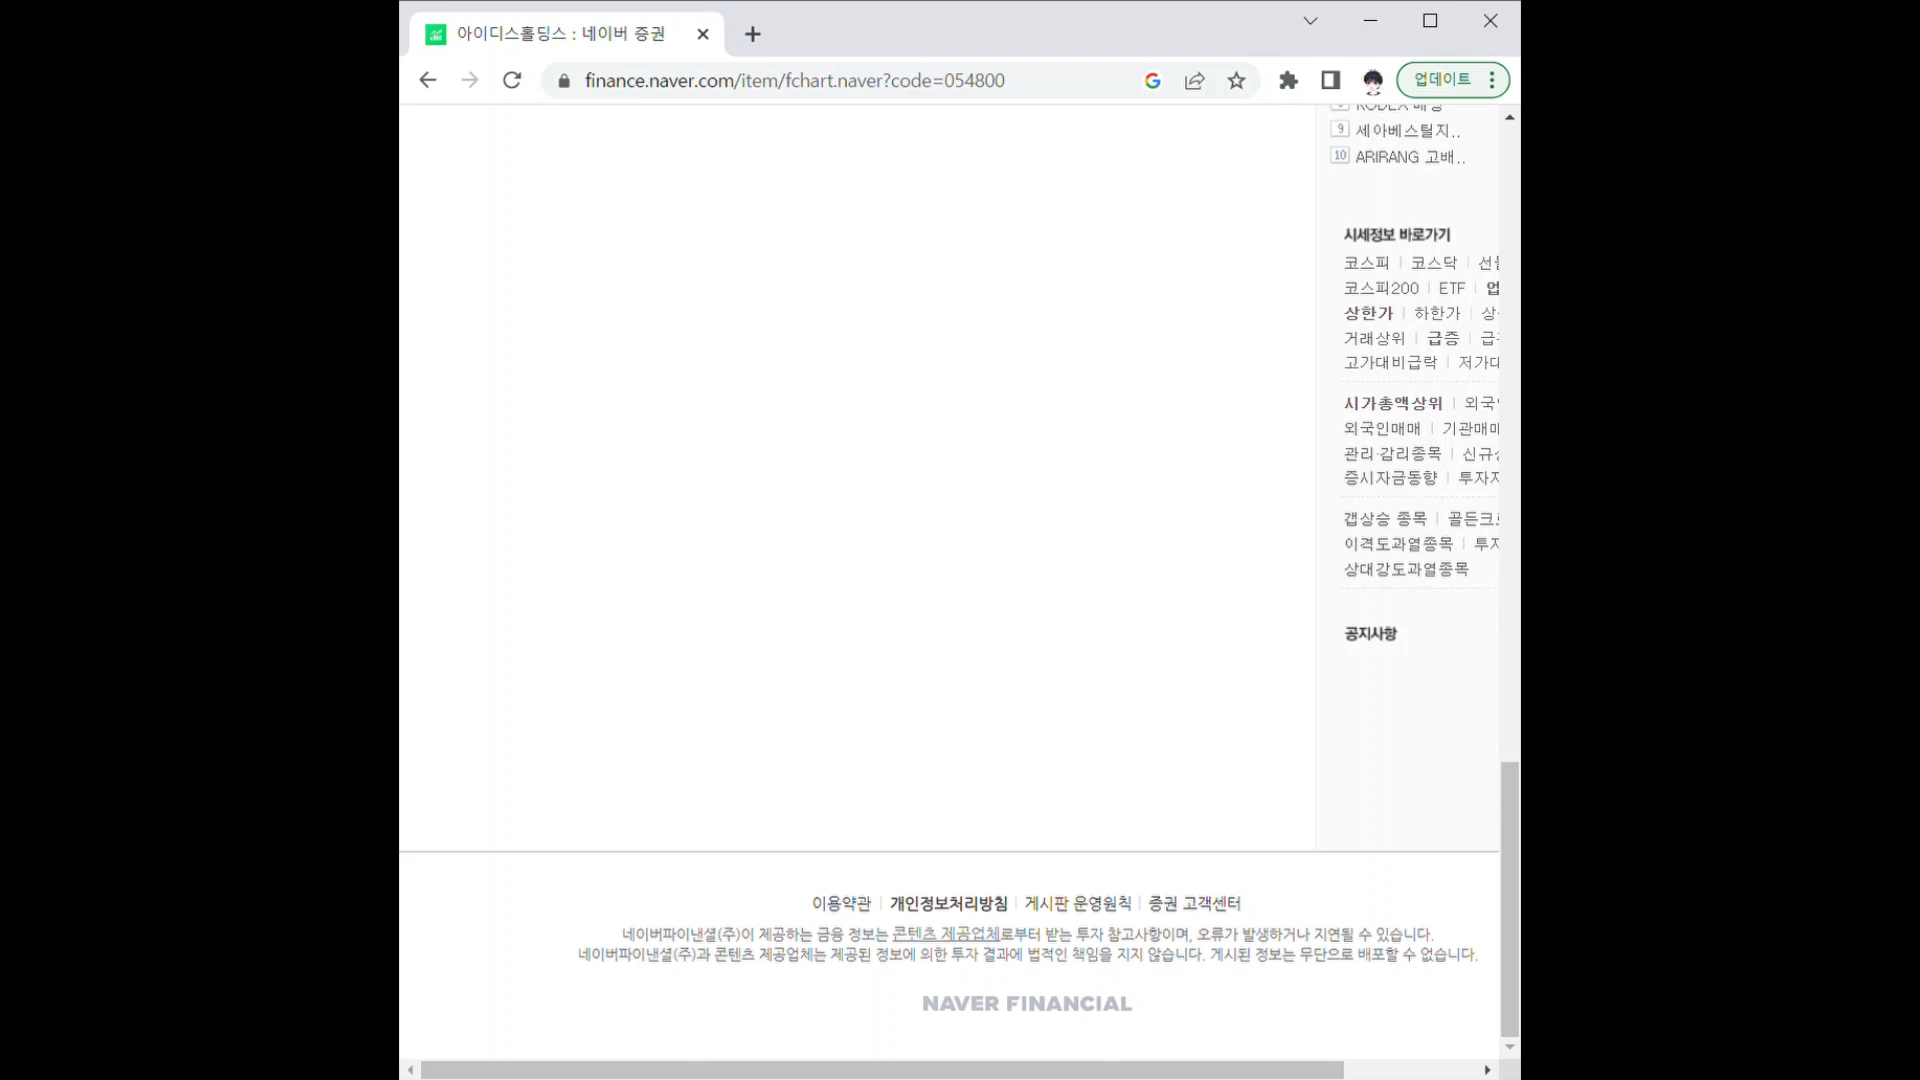 아이디스홀딩스 : 네이버 증권
finance.naver.com/item/fchart.naver?code=054800
업데이트
9 세아베스틸지..
10 ARIRANG 고배..
시세정보 바로가기
코스피 | 코스닥 |
코스피200 | ETF |
상한가 | 하한가 |
거래상위 | 급증 |
고가대비급락 |
시가총액상위 |
외국인매매 |
관리·감리종목 |
증시자금동향 |
갭상승 종목 |
이격도과열종목 |
상대강도과열종목
공지사항
이용약관 | 개인정보처리방침 | 게시판 운영원칙 | 증권 고객센터
네이버파이낸셜(주)이 제공하는 금융 정보는 콘텐츠 제공업체로부터 받는 투자 참고사항이며, 오류가 발생하거나 지연될 수 있습니다.
네이버파이낸셜(주)과 콘텐츠 제공업체는 제공된 정보에 의한 투자 결과에 법적인 책임을 지지 않습니다. 게시된 정보는 무단으로 배포할 수 없습니다.
NAVER FINANCIAL